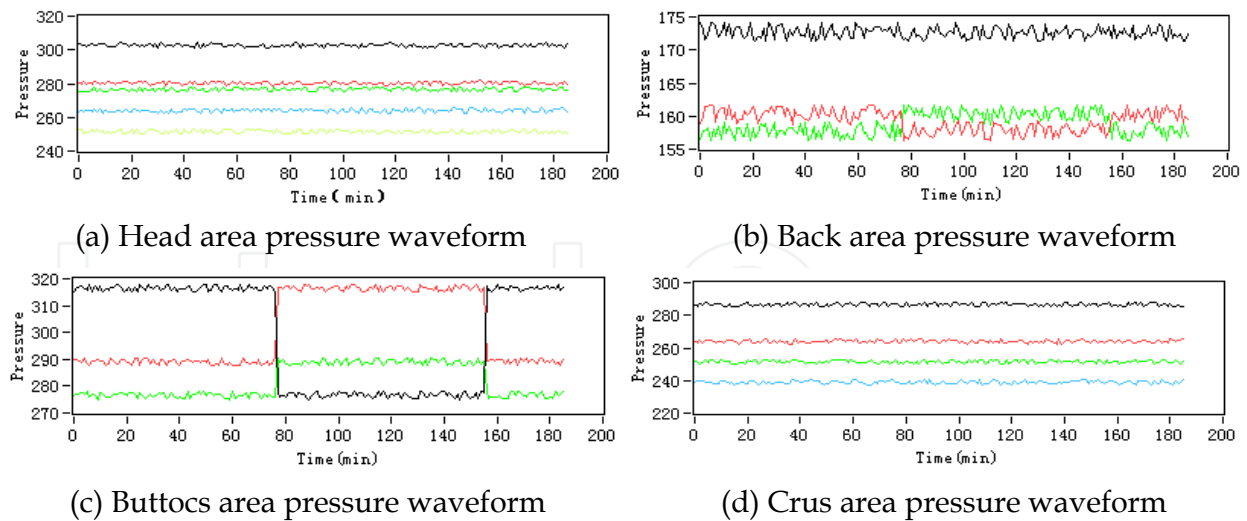 320
300
280
260
240
Pressure
0 20 40 60 80 100 120 140 160 180 200
Time(min)
(a) Head area pressure waveform
175
170
165
160
155
Pressure
0 20 40 60 80 100 120 140 160 180 200
Time(min)
(b) Back area pressure waveform
320
310
300
290
280
270
Pressure
0 20 40 60 80 100 120 140 160 180 200
Time(min)
(c) Buttocs area pressure waveform
300
280
260
240
220
Pressure
0 20 40 60 80 100 120 140 160 180 200
Time(min)
(d) Crus area pressure waveform